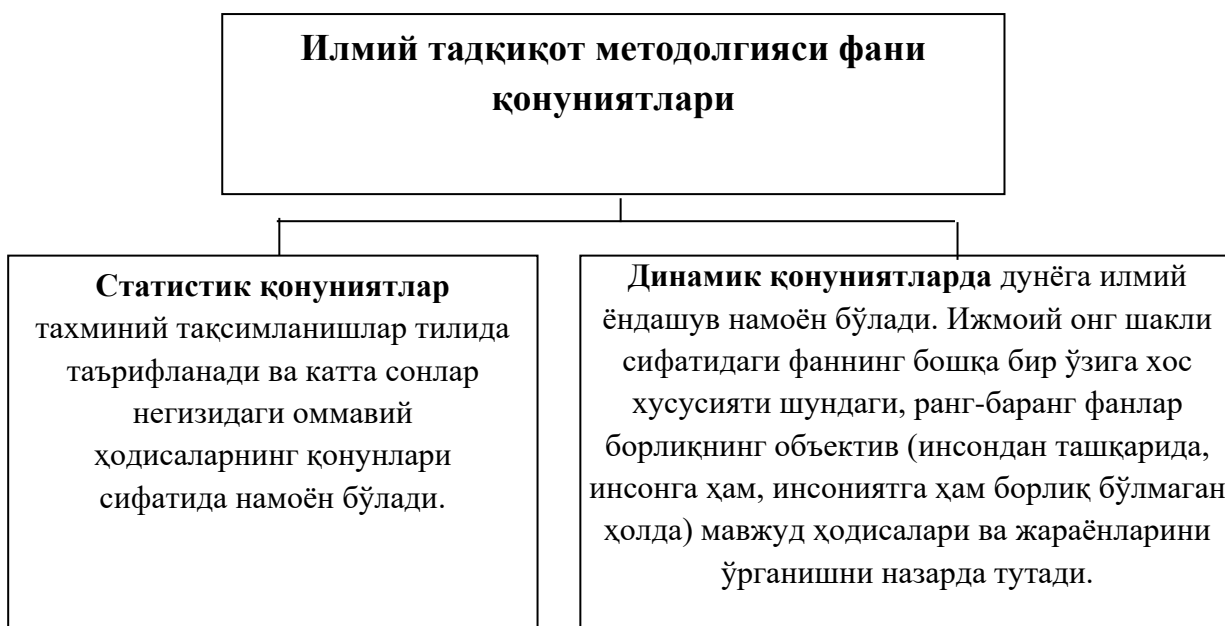 Илмий тадқиқот методолгияси фани
қонуниятлари
Статистик қонуниятлар
тахминий тақсимланишлар тилида
таърифланади ва катта сонлар
негизидаги оммавий
ҳодисаларнинг қонунлари
сифатида намоён бўлади.
Динамик қонуниятларда дунёга илмий
ёндашув намоён бўлади. Ижмоий онг шакли
сифатидаги фаннинг бошқа бир ўзига хос
хусусияти шундаги, ранг-баранг фанлар
борлиқнинг объектив (инсондан ташқарида,
инсонга ҳам, инсониятга ҳам борлиқ бўлмаган
ҳолда) мавжуд ҳодисалари ва жараёнларини
ўрганишни назарда тутади.